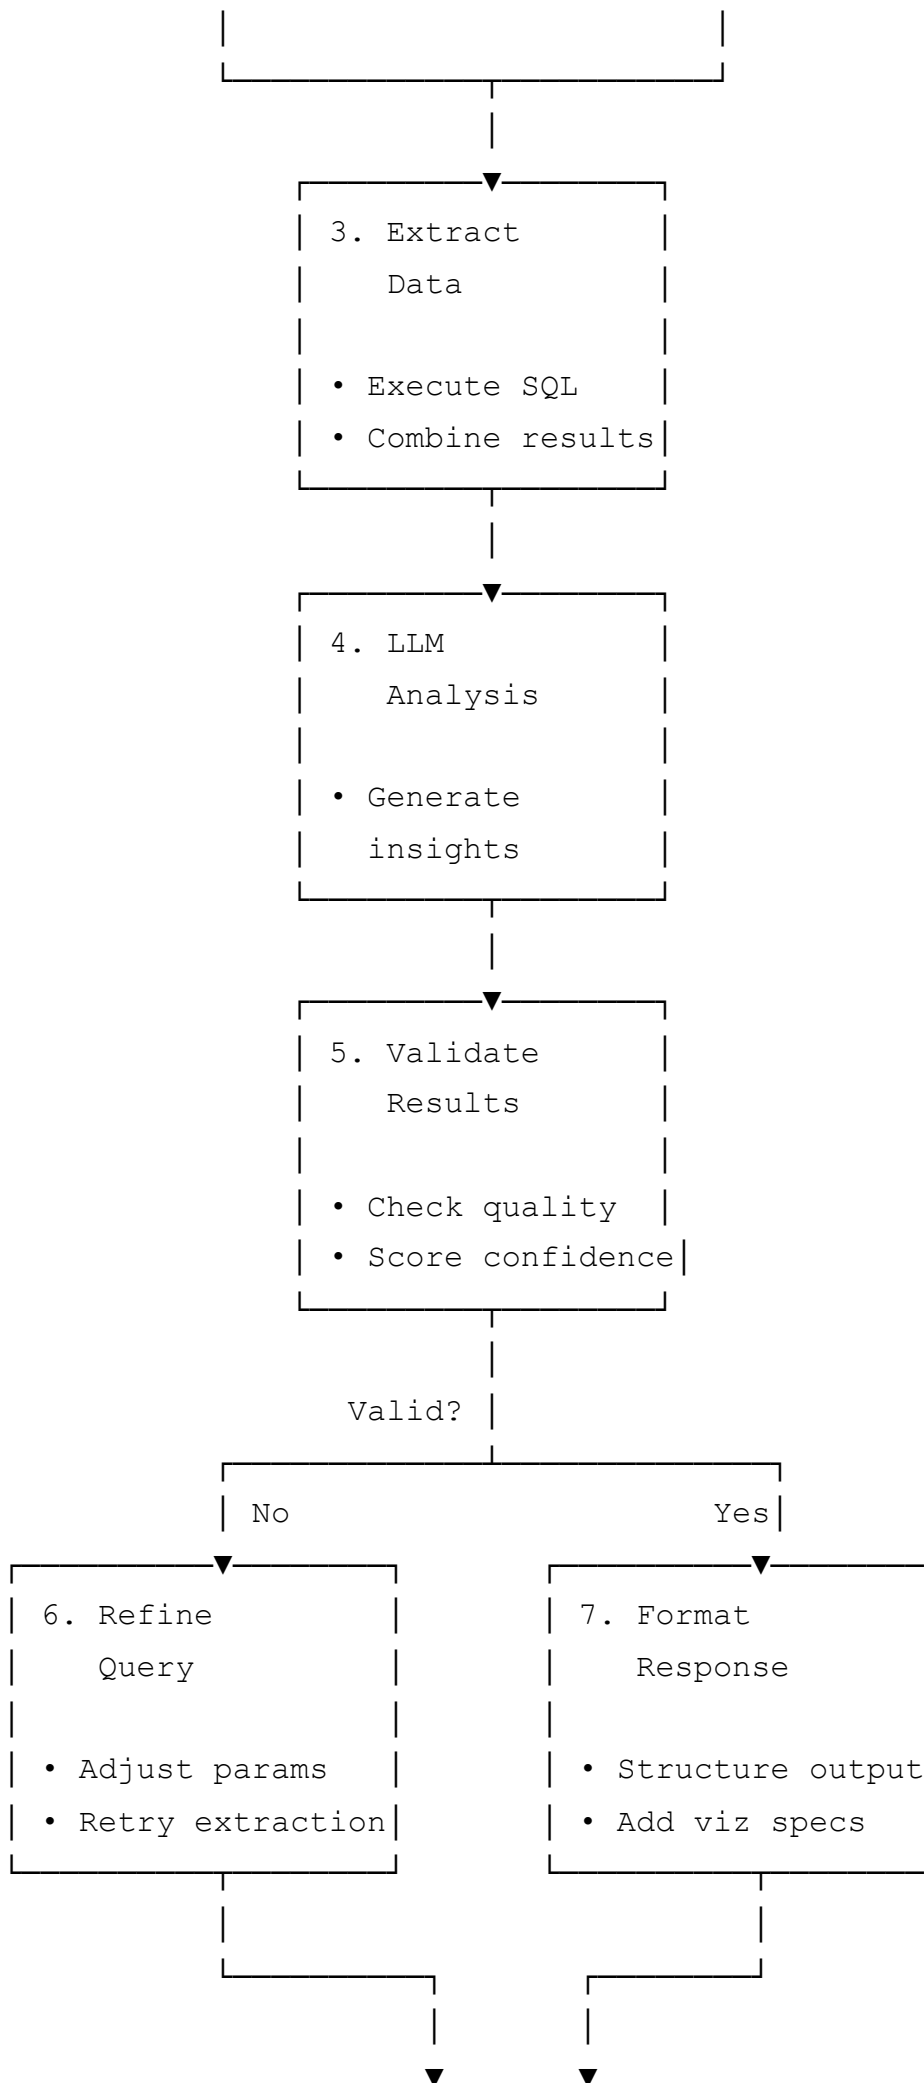 3. Extract
Data
• Execute SQL
• Combine results
4. LLM
Analysis
• Generate
insights
5. Validate
Results
• Check quality
• Score confidence
Valid?
No
Yes
6. Refine
Query
• Adjust params
• Retry extraction
7. Format
Response
• Structure output
• Add viz specs